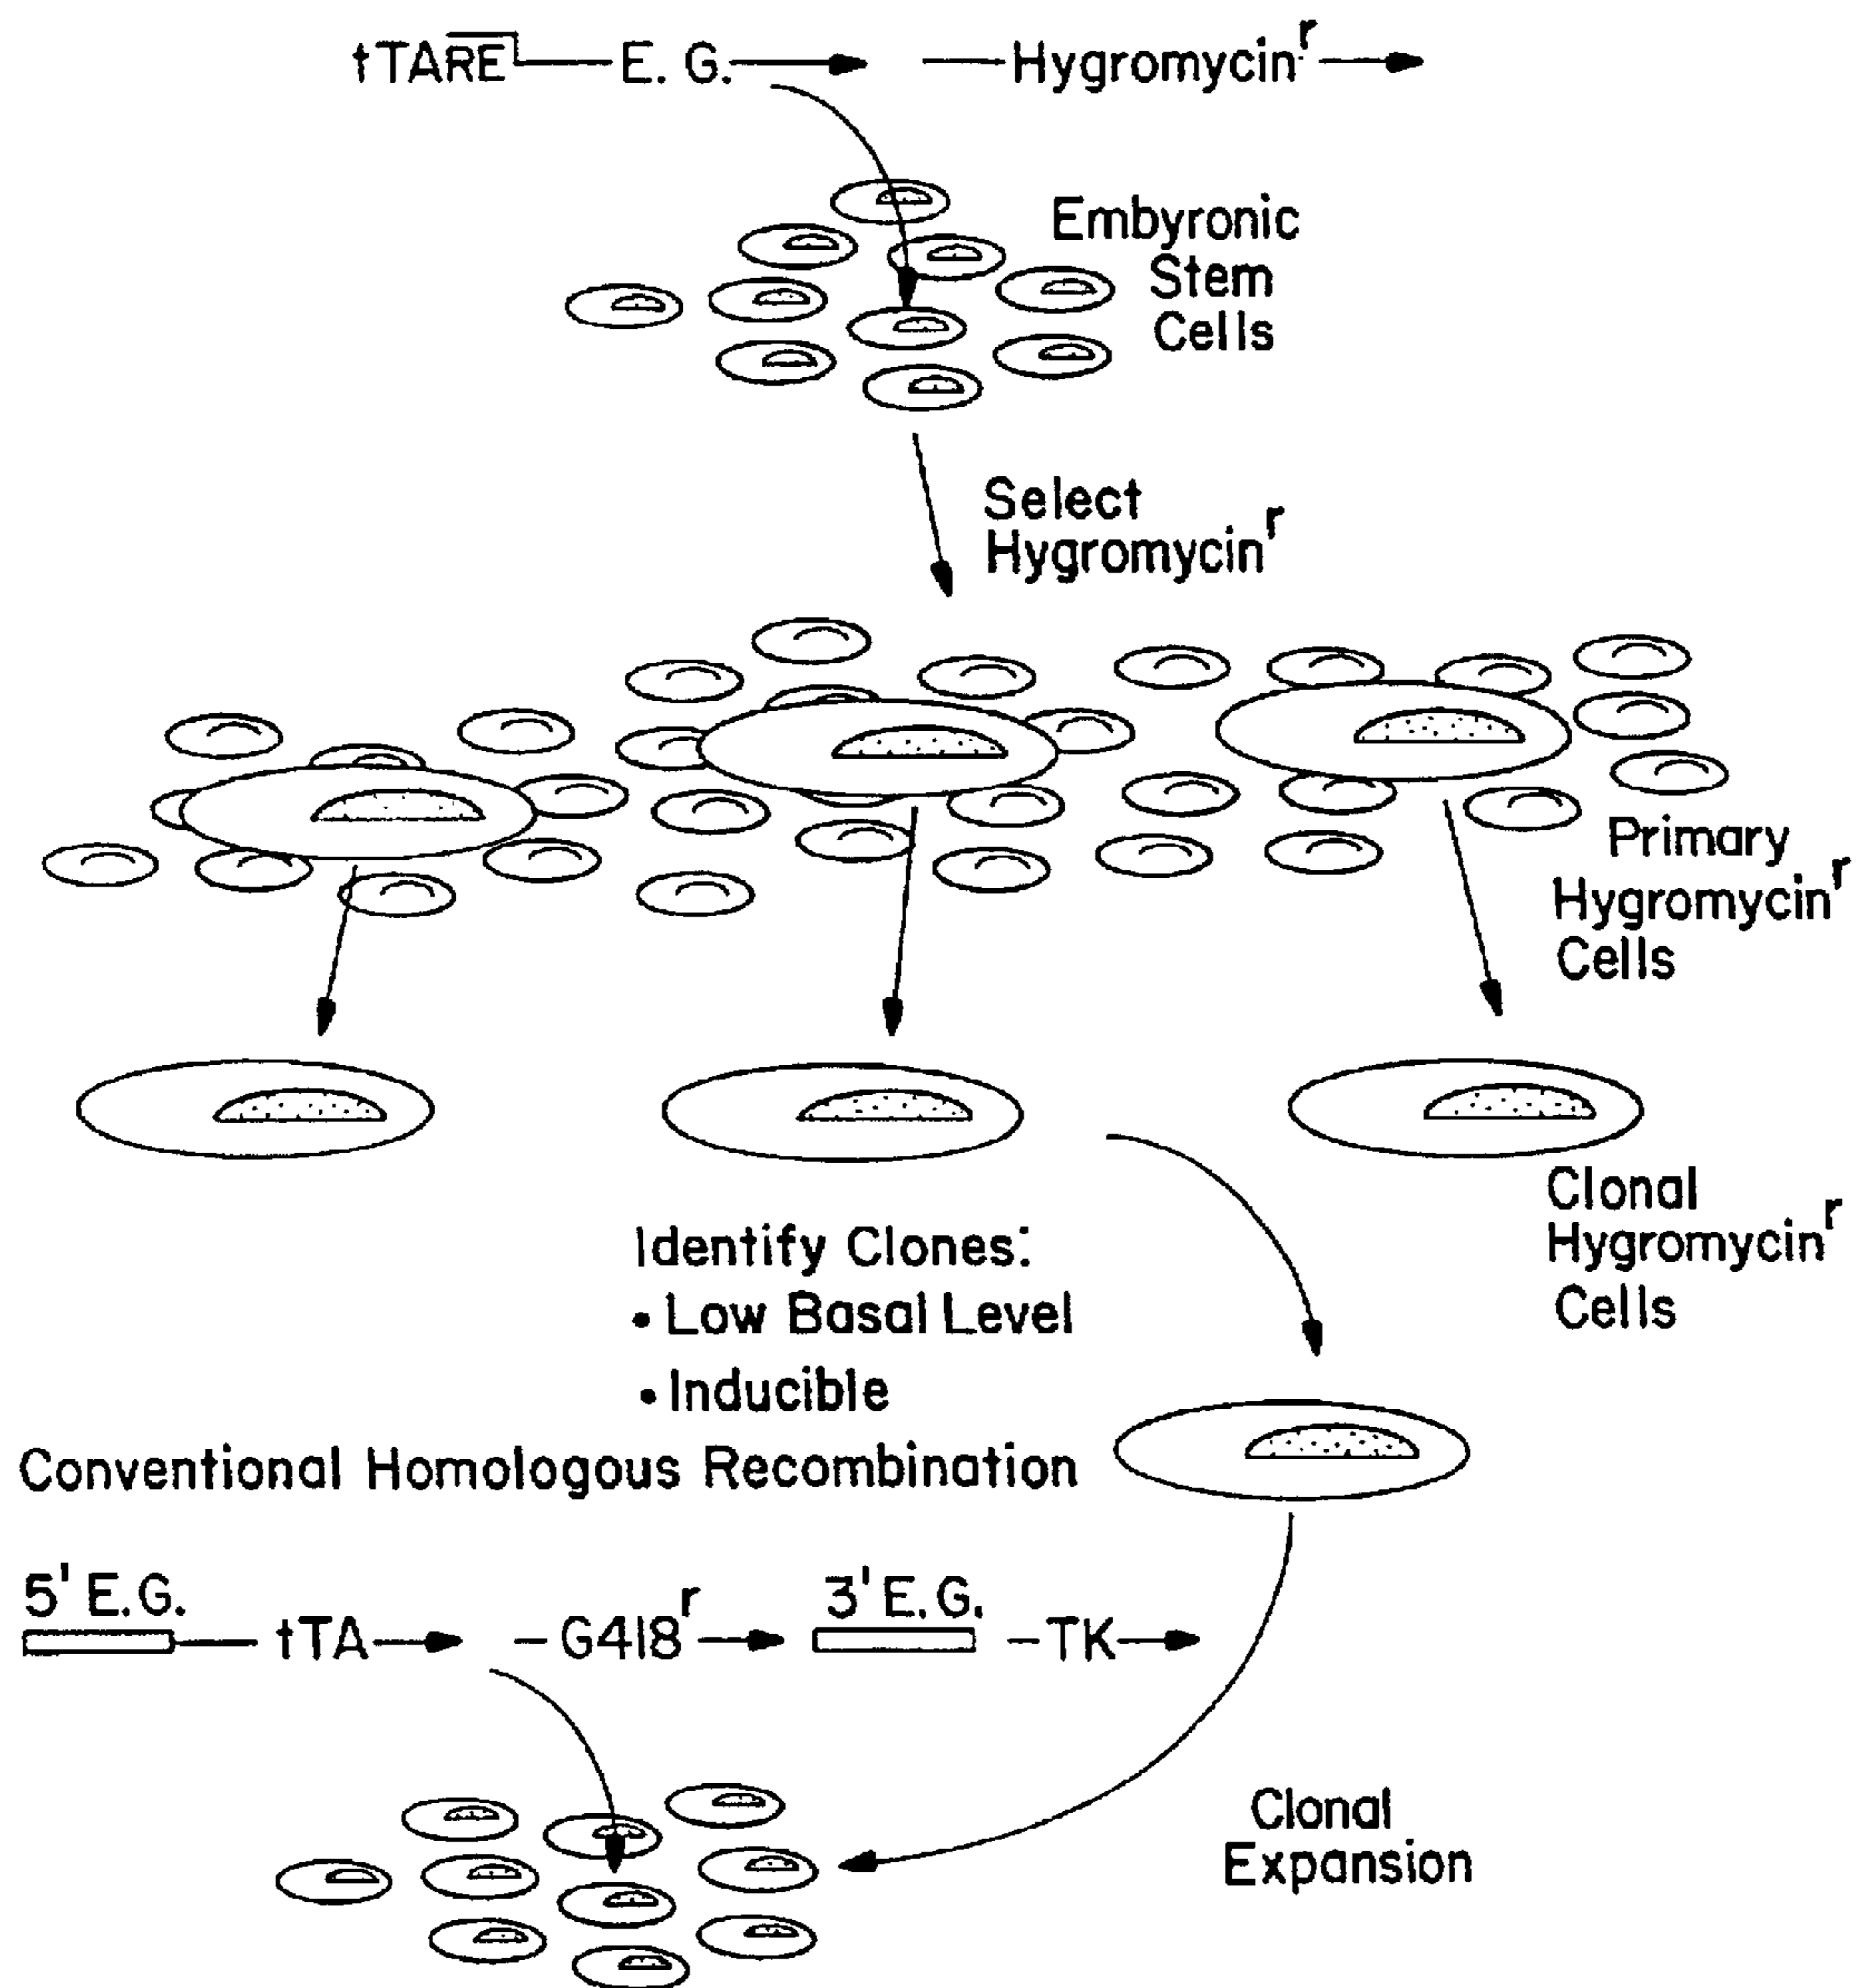 tTARE E. G. Hygromycin^r
Embyronic
Stem
Cells
Select
Hygromycin^r
Primary
Hygromycin^r
Cells
Clonal
Hygromycin^r
Cells
Identify Clones:
• Low Basal Level
• Inducible
Conventional Homologous Recombination
5' E.G. 3' E.G.
tTA -G418^r -TK
Clonal
Expansion